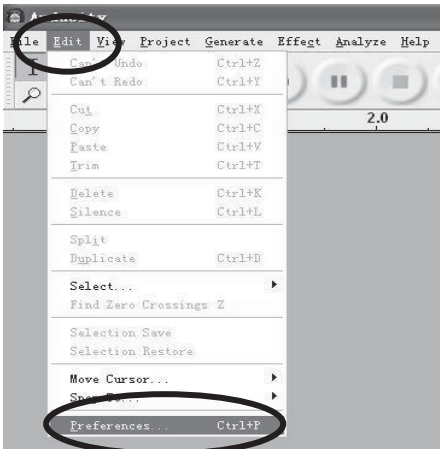 Audacity
File Edit View Project Generate Effect Analyze Help
Can't Undo Ctrl+Z
Can't Redo Ctrl+Y
2.0
Cut Ctrl+X
Copy Ctrl+C
Paste Ctrl+V
Trim Ctrl+T
Delete Ctrl+K
Silence Ctrl+L
Split
Duplicate Ctrl+D
Select...
Find Zero Crossings Z
Selection Save
Selection Restore
Move Cursor...
Snap To...
Preferences... Ctrl+P